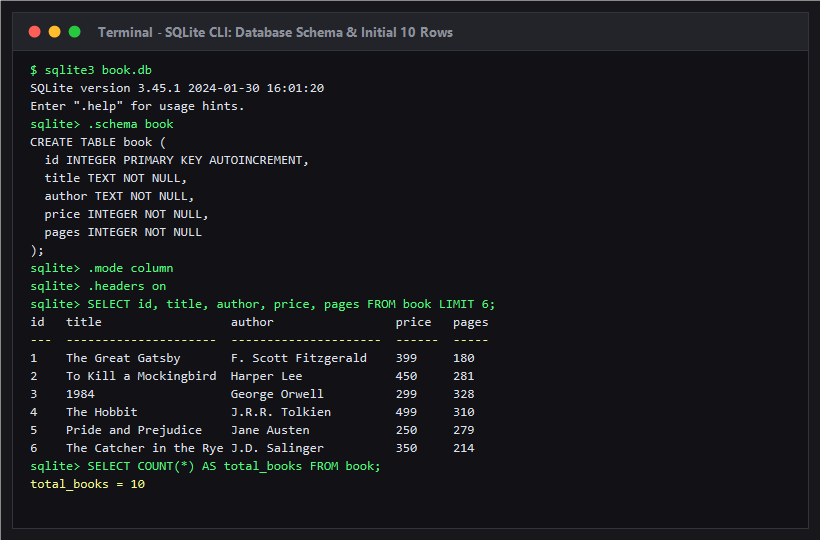 Terminal - SQLite CLI: Database Schema & Initial 10 Rows
$ sqlite3 book.db
SQLite version 3.45.1 2024-01-30 16:01:20
Enter ".help" for usage hints.
sqlite> .schema book
CREATE TABLE book (
  id INTEGER PRIMARY KEY AUTOINCREMENT,
  title TEXT NOT NULL,
  author TEXT NOT NULL,
  price INTEGER NOT NULL,
  pages INTEGER NOT NULL
);
sqlite> .mode column
sqlite> .headers on
sqlite> SELECT id, title, author, price, pages FROM book LIMIT 6;
id   title                  author                 price   pages
---  ---------------------  ---------------------  ------  -----
1    The Great Gatsby       F. Scott Fitzgerald    399     180
2    To Kill a Mockingbird  Harper Lee             450     281
3    1984                   George Orwell          299     328
4    The Hobbit             J.R.R. Tolkien         499     310
5    Pride and Prejudice    Jane Austen            250     279
6    The Catcher in the Rye J.D. Salinger          350     214
sqlite> SELECT COUNT(*) AS total_books FROM book;
total_books = 10